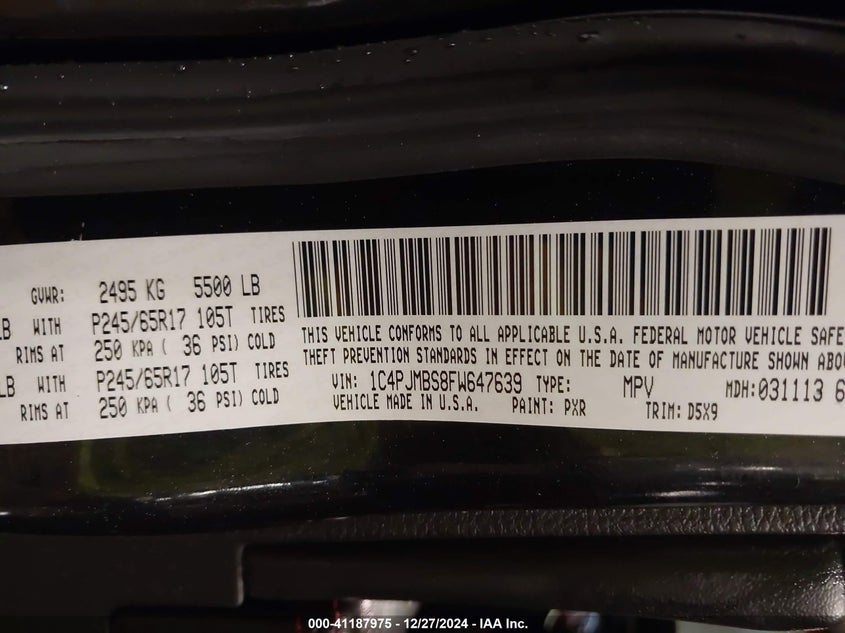 GVWR: 2495 KG 5500 LB
LB WITH P245/65R17 105T TIRES
RIMS AT 250 KPA ( 36 PSI) COLD
LB WITH P245/65R17 105T TIRES
RIMS AT 250 KPA ( 36 PSI) COLD
THIS VEHICLE CONFORMS TO ALL APPLICABLE U.S.A. FEDERAL MOTOR VEHICLE SAFE
THEFT PREVENTION STANDARDS IN EFFECT ON THE DATE OF MANUFACTURE SHOWN ABO
VIN: 1C4PJMBS8FW647639 TYPE: MPV MDH:031113 6
VEHICLE MADE IN U.S.A. PAINT: PXR TRIM: D5X9
000-41187975 - 12/27/2024 - IAA Inc.